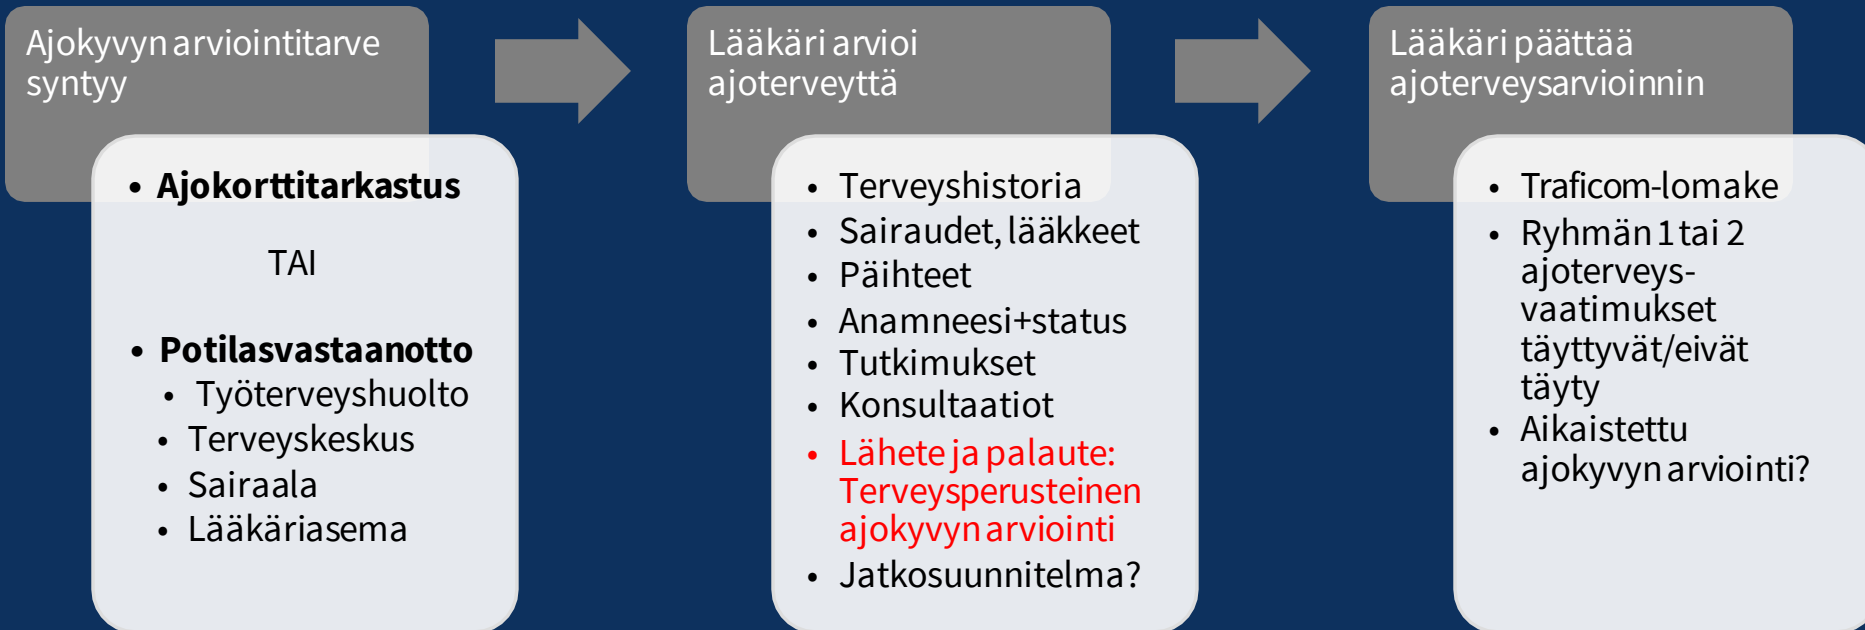 Ajokyvyn arviointitarve
syntyy
• Ajokorttitarkastus
TAI
• Potilasvastaanotto
• Työterveyshuolto
• Terveyskeskus
• Sairaala
• Lääkäriasema
Lääkäri arvioi
ajoterveyttä
• Terveyshistoria
• Sairaudet, lääkkeet
• Päihteet
• Anamneesi+status
• Tutkimukset
• Konsultaatiot
• Lähete ja palaute:
Terveysperusteinen
ajokyvyn arviointi
• Jatkosuunnitelma?
Lääkäri päättää
ajoterveysarvioinnin
• Traficom-lomake
• Ryhmän 1 tai 2
ajoterveys-
vaatimukset
täyttyvät/eivät
täyty
• Aikaistettu
ajokyvyn arviointi?